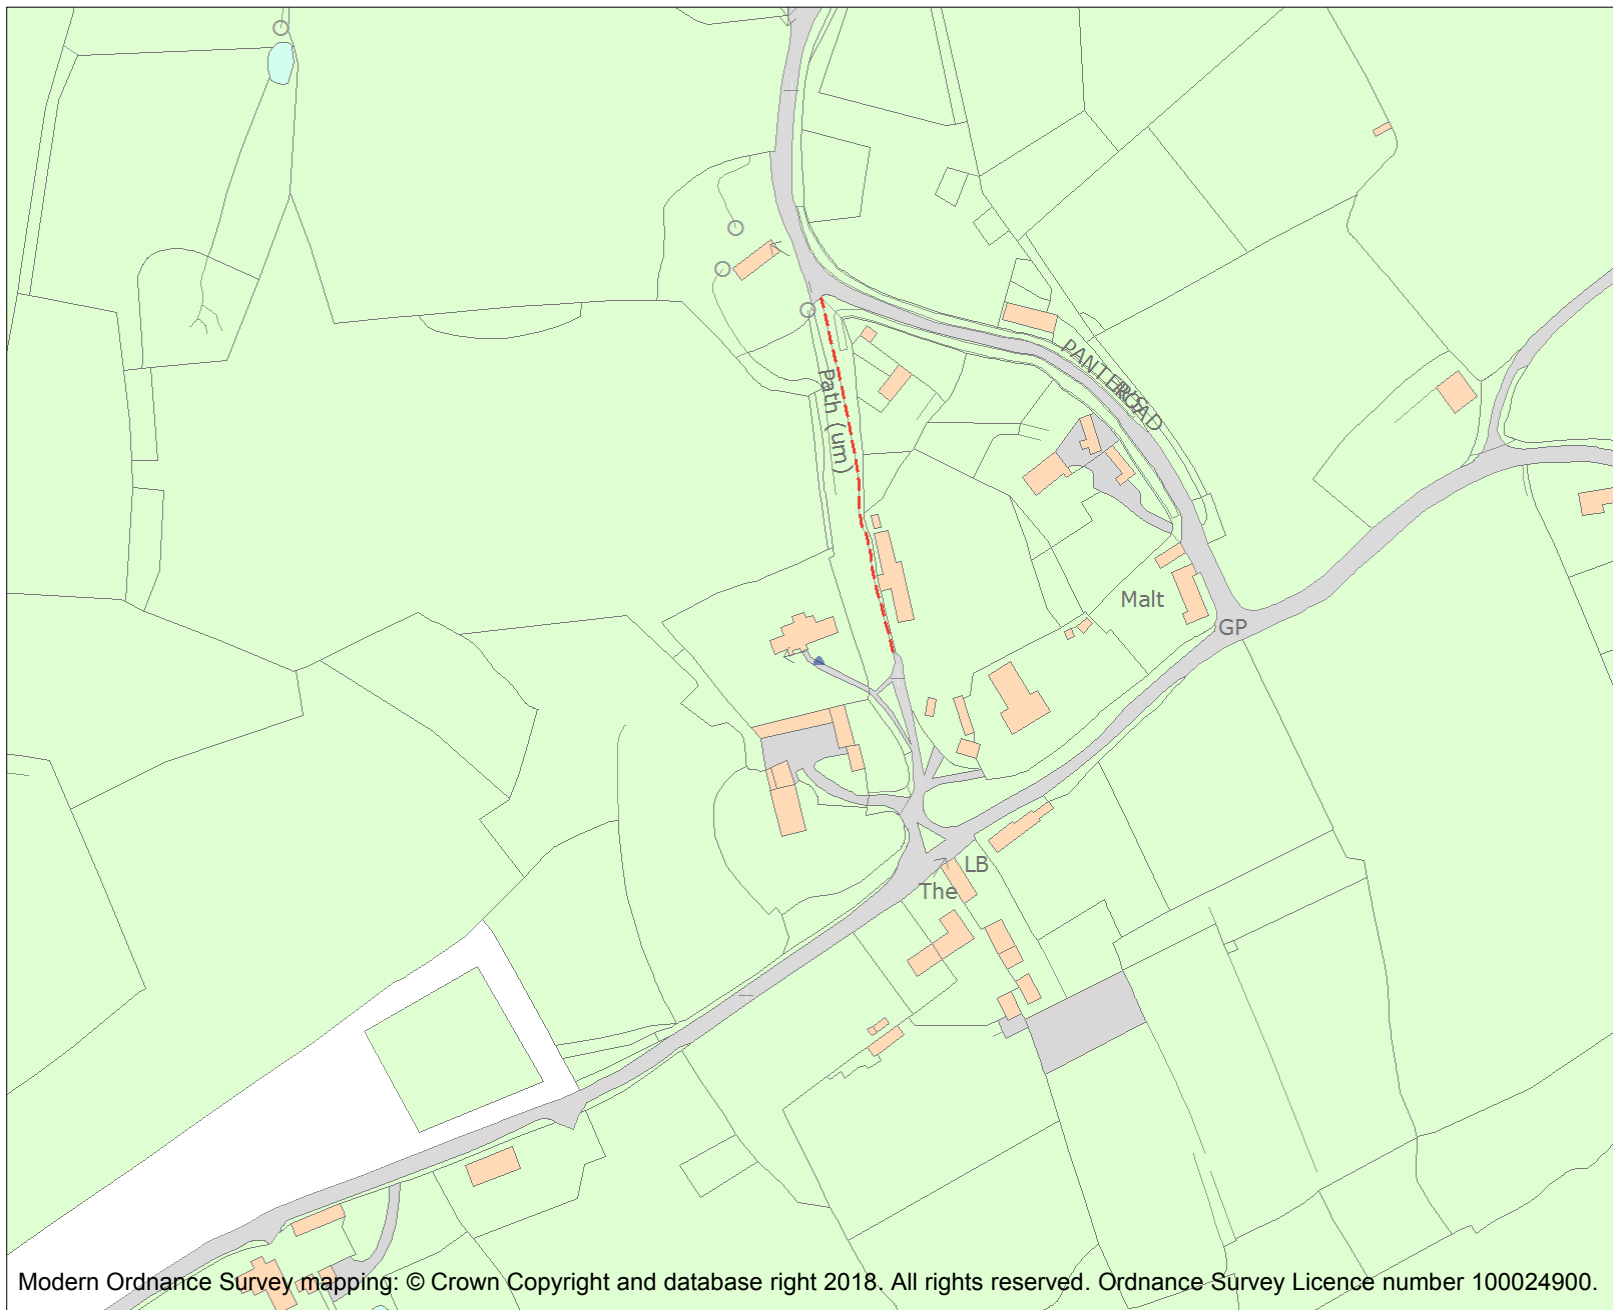 Path (um)
PANTER'S ROAD
Malt
GP
LB
The
Modern Ordnance Survey mapping: © Crown Copyright and database right 2018. All rights reserved. Ordnance Survey Licence number 100024900.